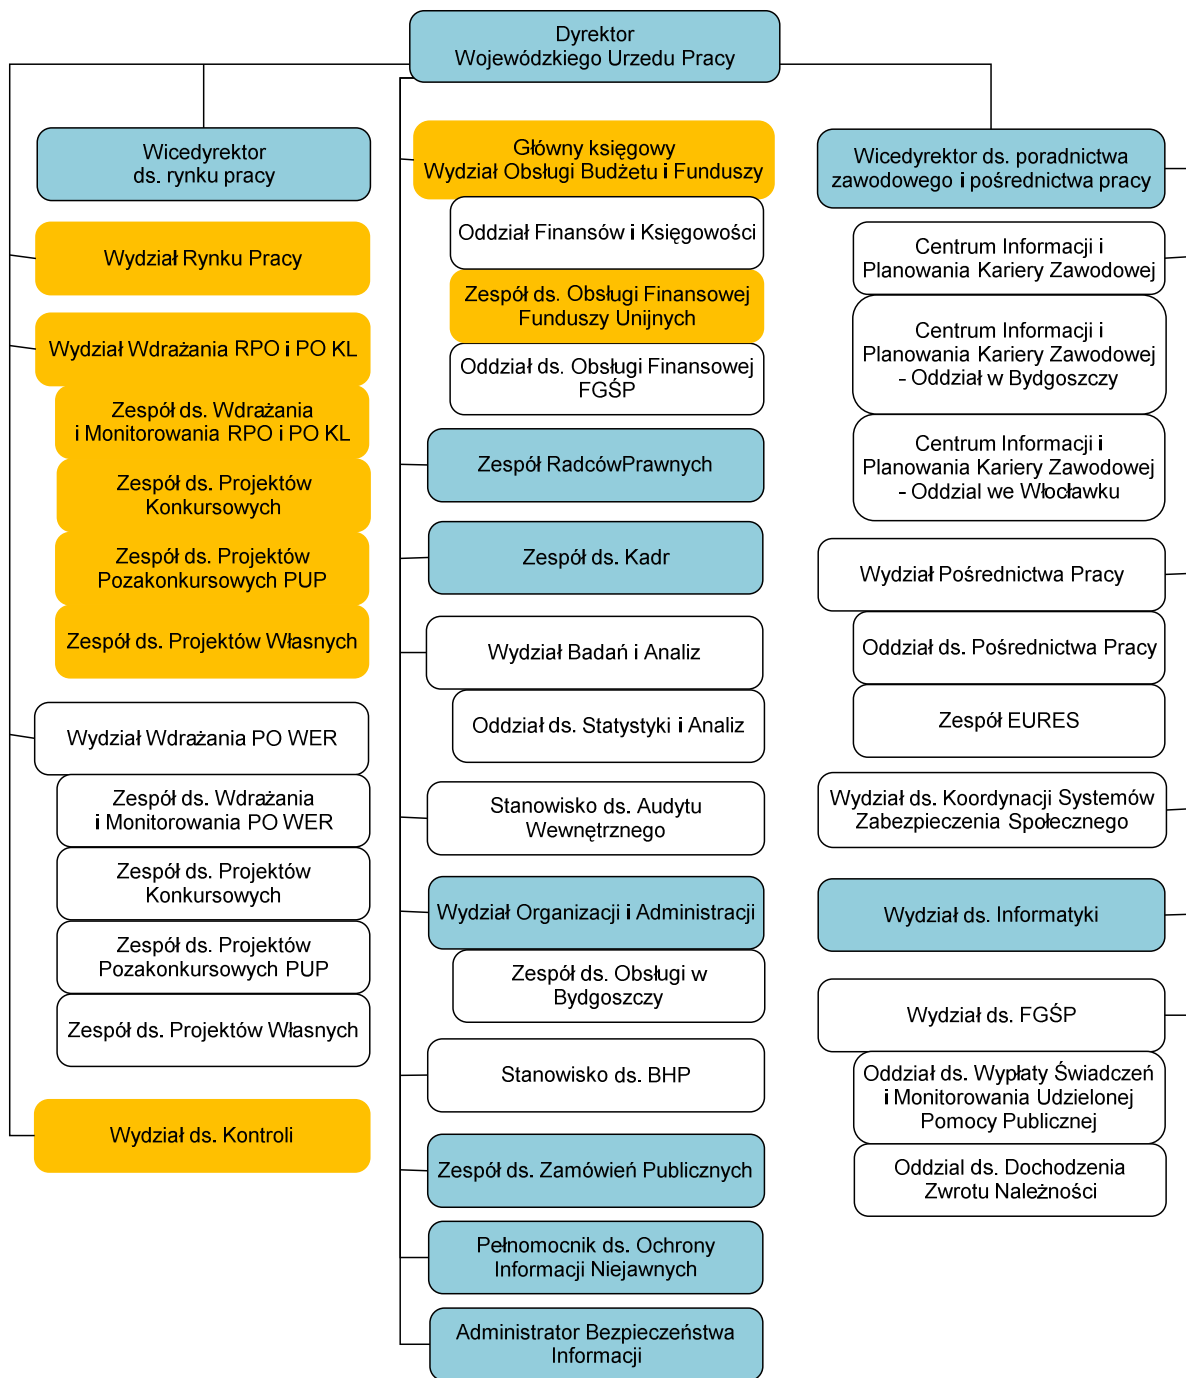 Dyrektor
Wojewódzkiego Urzedu Pracy
Wicedyrektor
ds. rynku pracy
Wydział Rynku Pracy
Wydział Wdrażania RPO i PO KL
Zespół ds. Wdrażania
i Monitorowania RPO i PO KL
Zespół ds. Projektów
Konkursowych
Zespół ds. Projektów
Pozakonkursowych PUP
Zespół ds. Projektów Własnych
Wydział Wdrażania PO WER
Zespół ds. Wdrażania
i Monitorowania PO WER
Zespół ds. Projektów
Konkursowych
Zespół ds. Projektów
Pozakonkursowych PUP
Zespół ds. Projektów Własnych
Wydział ds. Kontroli
Główny księgowy
Wydział Obsługi Budżetu i Funduszy
Oddział Finansów i Księgowości
Zespół ds. Obsługi Finansowej
Funduszy Unijnych
Oddział ds. Obsługi Finansowej
FGŚP
Zespół RadcówPrawnych
Zespół ds. Kadr
Wydział Badań i Analiz
Oddział ds. Statystyki i Analiz
Stanowisko ds. Audytu
Wewnętrznego
Wydział Organizacji i Administracji
Zespół ds. Obsługi w
Bydgoszczy
Stanowisko ds. BHP
Zespół ds. Zamówień Publicznych
Pełnomocnik ds. Ochrony
Informacji Niejawnych
Administrator Bezpieczeństwa
Informacji
Wicedyrektor ds. poradnictwa
zawodowego i pośrednictwa pracy
Centrum Informacji i
Planowania Kariery Zawodowej
Centrum Informacji i
Planowania Kariery Zawodowej
- Oddział w Bydgoszczy
Centrum Informacji i
Planowania Kariery Zawodowej
- Oddzial we Włocławku
Wydział Pośrednictwa Pracy
Oddział ds. Pośrednictwa Pracy
Zespół EURES
Wydział ds. Koordynacji Systemów
Zabezpieczenia Społecznego
Wydział ds. Informatyki
Wydział ds. FGŚP
Oddział ds. Wypłaty Świadczeń
i Monitorowania Udzielonej
Pomocy Publicznej
Oddzial ds. Dochodzenia
Zwrotu Należności